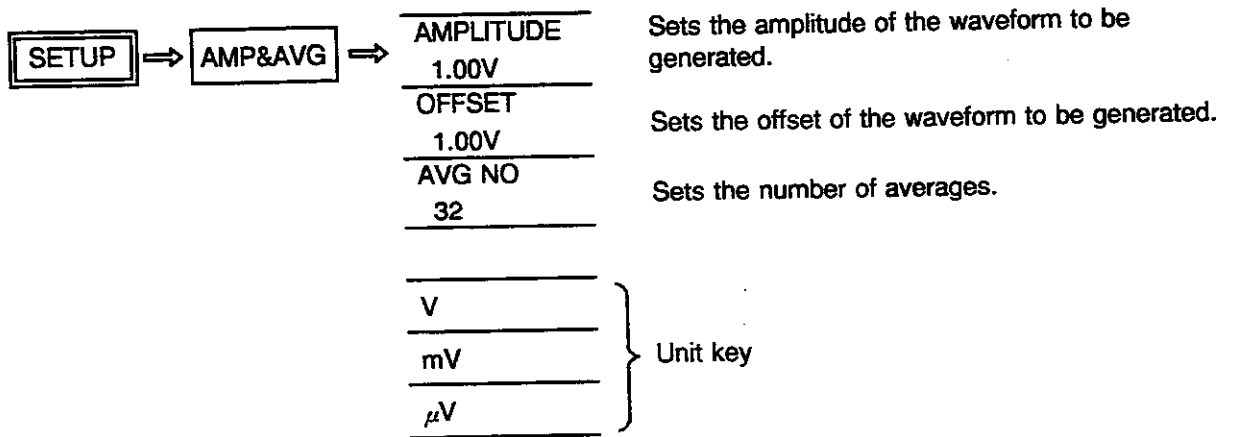 SETUP ⇒ AMP&AVG ⇒
AMPLITUDE
1.00V
Sets the amplitude of the waveform to be
generated.
OFFSET
1.00V
Sets the offset of the waveform to be generated.
AVG NO
32
Sets the number of averages.
V
mV
μV
Unit key